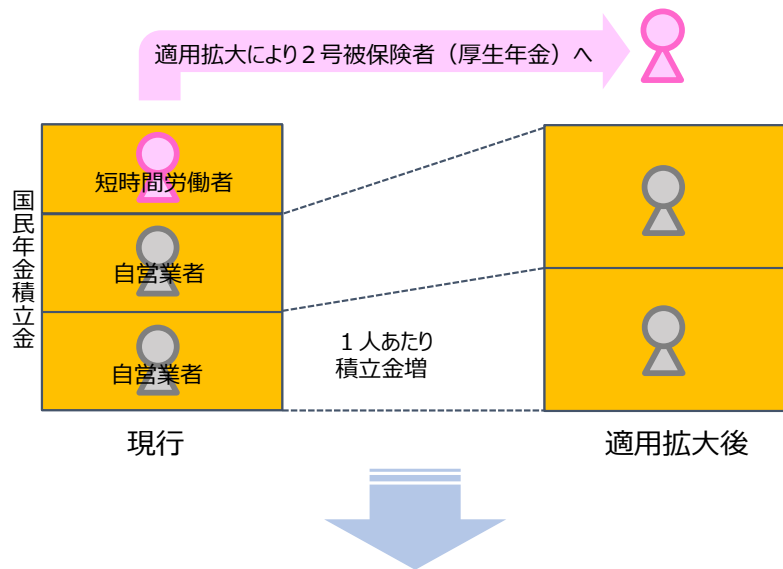 適用拡大により２号被保険者（厚生年金）へ
国民年金積立金
短時間労働者
自営業者
自営業者
１人あたり
積立金増
現行
適用拡大後